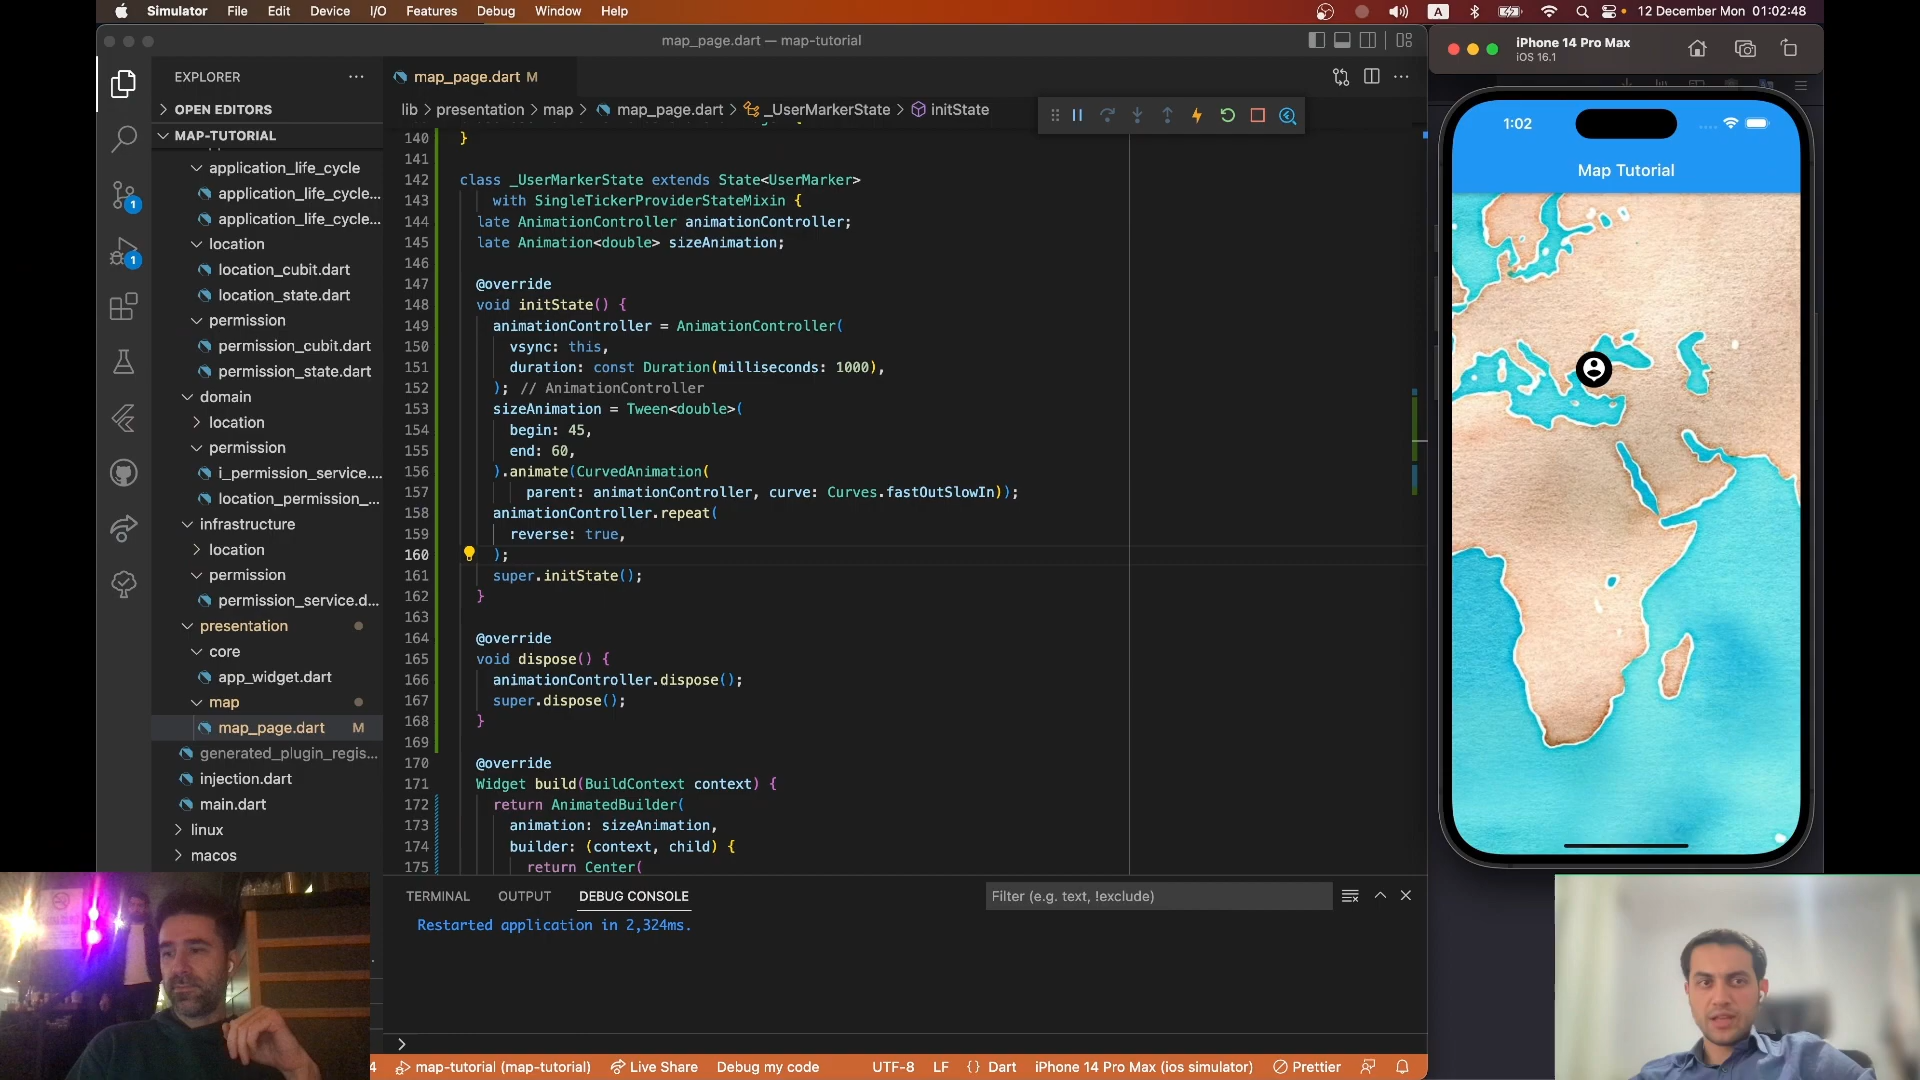 Simulator File Edit Device I/O Features Debug Window Help
A
12 December Mon 01:02:48
map_page.dart — map-tutorial
iPhone 14 Pro Max
iOS 16.1
EXPLORER
OPEN EDITORS
MAP-TUTORIAL
application_life_cycle
application_life_cycle...
application_life_cycle...
location
location_cubit.dart
location_state.dart
permission
permission_cubit.dart
permission_state.dart
domain
location
permission
i_permission_service....
location_permission_...
infrastructure
location
permission
permission_service.d...
presentation
core
app_widget.dart
map
map_page.dart M
generated_plugin_regis...
injection.dart
main.dart
linux
macos
1
1
map_page.dart M
lib > presentation > map > map_page.dart > _UserMarkerState > initState
140 }
141
142 class _UserMarkerState extends State<UserMarker>
143 with SingleTickerProviderStateMixin {
144 late AnimationController animationController;
145 late Animation<double> sizeAnimation;
146
147 @override
148 void initState() {
149 animationController = AnimationController(
150 vsync: this,
151 duration: const Duration(milliseconds: 1000),
152 ); // AnimationController
153 sizeAnimation = Tween<double>(
154 begin: 45,
155 end: 60,
156 ).animate(CurvedAnimation(
157 parent: animationController, curve: Curves.fastOutSlowIn));
158 animationController.repeat(
159 reverse: true,
160 );
161 super.initState();
162 }
163
164 @override
165 void dispose() {
166 animationController.dispose();
167 super.dispose();
168 }
169
170 @override
171 Widget build(BuildContext context) {
172 return AnimatedBuilder(
173 animation: sizeAnimation,
174 builder: (context, child) {
175 return Center(
TERMINAL OUTPUT DEBUG CONSOLE
Filter (e.g. text, !exclude)
Restarted application in 2,324ms.
>
4 map-tutorial (map-tutorial) Live Share Debug my code UTF-8 LF {} Dart iPhone 14 Pro Max (ios simulator) Prettier
1:02
Map Tutorial